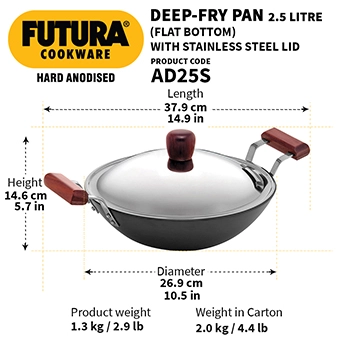 FUTURA®
COOKWARE
HARD ANODISED
DEEP-FRY PAN 2.5 LITRE
(FLAT BOTTOM)
WITH STAINLESS STEEL LID
PRODUCT CODE
AD25S
Length
37.9 cm
14.9 in
Height
14.6 cm
5.7 in
Diameter
26.9 cm
10.5 in
Product weight
1.3 kg / 2.9 lb
Weight in Carton
2.0 kg / 4.4 lb